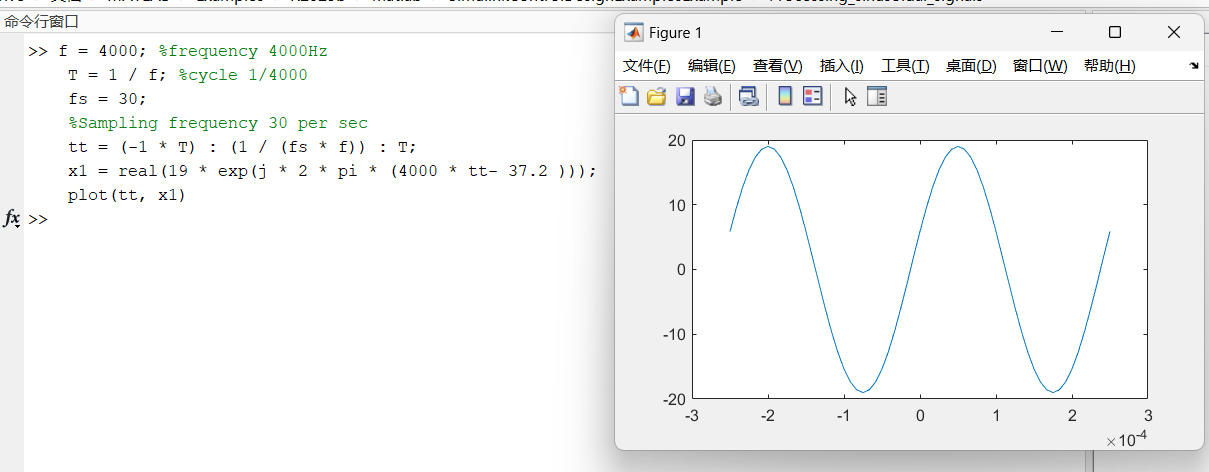 命令行窗口
>> f = 4000; %frequency 4000Hz
T = 1 / f; %cycle 1/4000
fs = 30;
%Sampling frequency 30 per sec
tt = (-1 * T) : (1 / (fs * f)) : T;
x1 = real(19 * exp(j * 2 * pi * (4000 * tt- 37.2 )));
plot(tt, x1)
fx >>
Figure 1
文件(F) 编辑(E) 查看(V) 插入(I) 工具(T) 桌面(D) 窗口(W) 帮助(H)
20
10
0
-10
-20
-3 -2 -1 0 1 2 3
×10-4